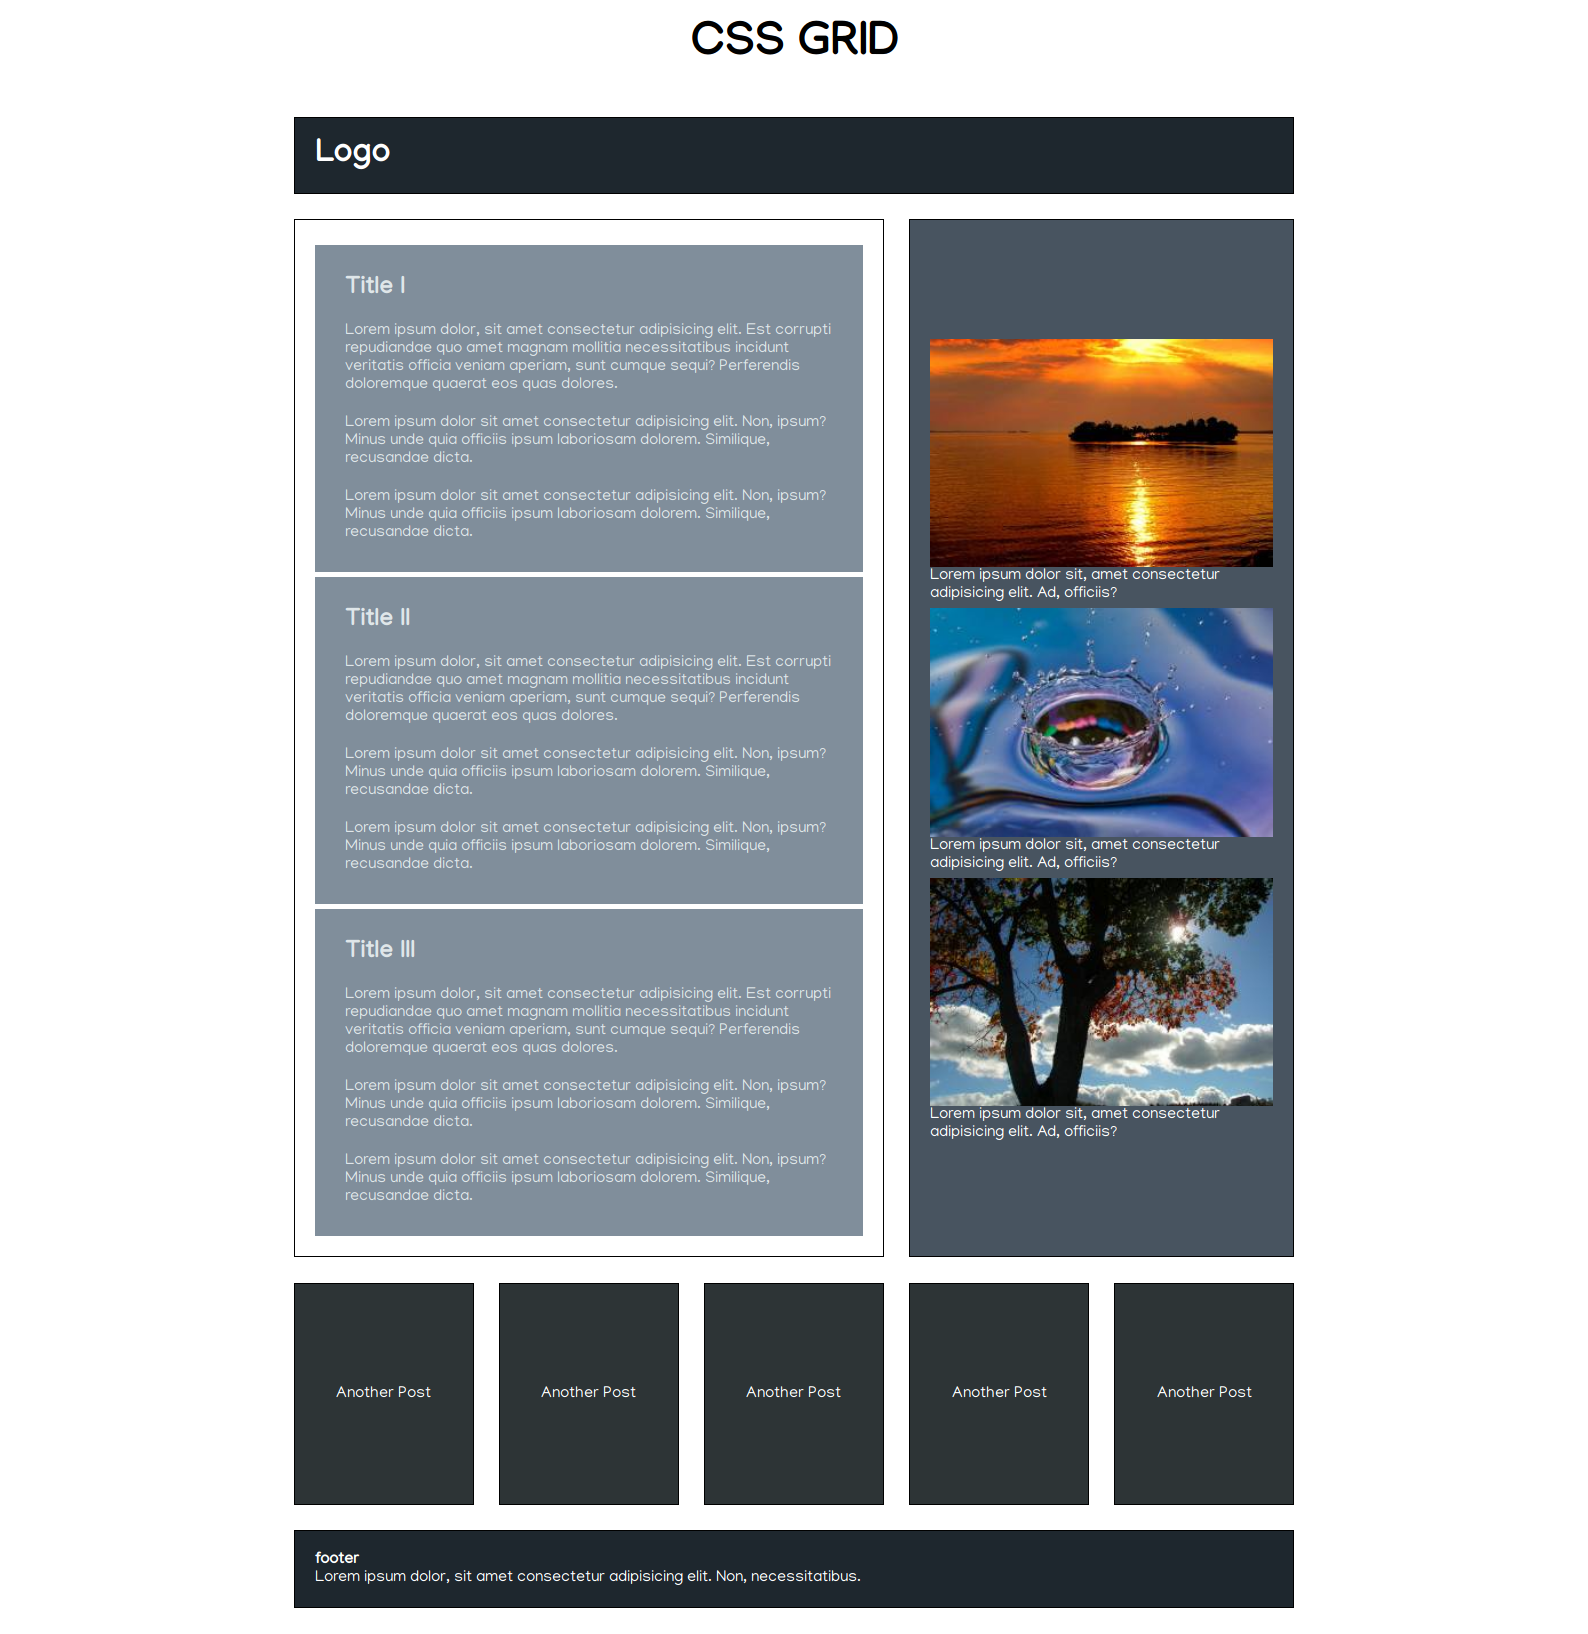 CSS GRID
Logo
Title I
Lorem ipsum dolor, sit amet consectetur adipisicing elit. Est corrupti
repudiandae quo amet magnam mollitia necessitatibus incidunt
veritatis officia veniam aperiam, sunt cumque sequi? Perferendis
doloremque quaerat eos quas dolores.
Lorem ipsum dolor sit amet consectetur adipisicing elit. Non, ipsum?
Minus unde quia officiis ipsum laboriosam dolorem. Similique,
recusandae dicta.
Lorem ipsum dolor sit amet consectetur adipisicing elit. Non, ipsum?
Minus unde quia officiis ipsum laboriosam dolorem. Similique,
recusandae dicta.
Title II
Lorem ipsum dolor, sit amet consectetur adipisicing elit. Est corrupti
repudiandae quo amet magnam mollitia necessitatibus incidunt
veritatis officia veniam aperiam, sunt cumque sequi? Perferendis
doloremque quaerat eos quas dolores.
Lorem ipsum dolor sit amet consectetur adipisicing elit. Non, ipsum?
Minus unde quia officiis ipsum laboriosam dolorem. Similique,
recusandae dicta.
Lorem ipsum dolor sit amet consectetur adipisicing elit. Non, ipsum?
Minus unde quia officiis ipsum laboriosam dolorem. Similique,
recusandae dicta.
Title III
Lorem ipsum dolor, sit amet consectetur adipisicing elit. Est corrupti
repudiandae quo amet magnam mollitia necessitatibus incidunt
veritatis officia veniam aperiam, sunt cumque sequi? Perferendis
doloremque quaerat eos quas dolores.
Lorem ipsum dolor sit amet consectetur adipisicing elit. Non, ipsum?
Minus unde quia officiis ipsum laboriosam dolorem. Similique,
recusandae dicta.
Lorem ipsum dolor sit amet consectetur adipisicing elit. Non, ipsum?
Minus unde quia officiis ipsum laboriosam dolorem. Similique,
recusandae dicta.
Lorem ipsum dolor sit, amet consectetur
adipisicing elit. Ad, officiis?
Lorem ipsum dolor sit, amet consectetur
adipisicing elit. Ad, officiis?
Lorem ipsum dolor sit, amet consectetur
adipisicing elit. Ad, officiis?
Another Post
Another Post
Another Post
Another Post
Another Post
footer
Lorem ipsum dolor, sit amet consectetur adipisicing elit. Non, necessitatibus.